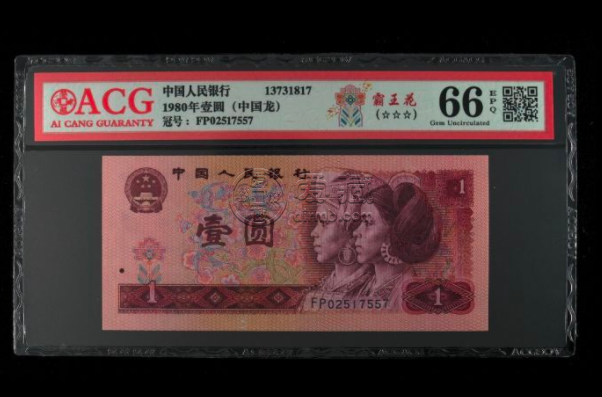 ACG
AI CANG GUARANTY
中国人民银行 13731817
1980年壹圆（中国龙）
冠号：FP02517557
霸王花
(☆☆☆)
66
EPQ
Gem Uncirculated
中国人民银行
1
壹圆
FP02517557
1
1